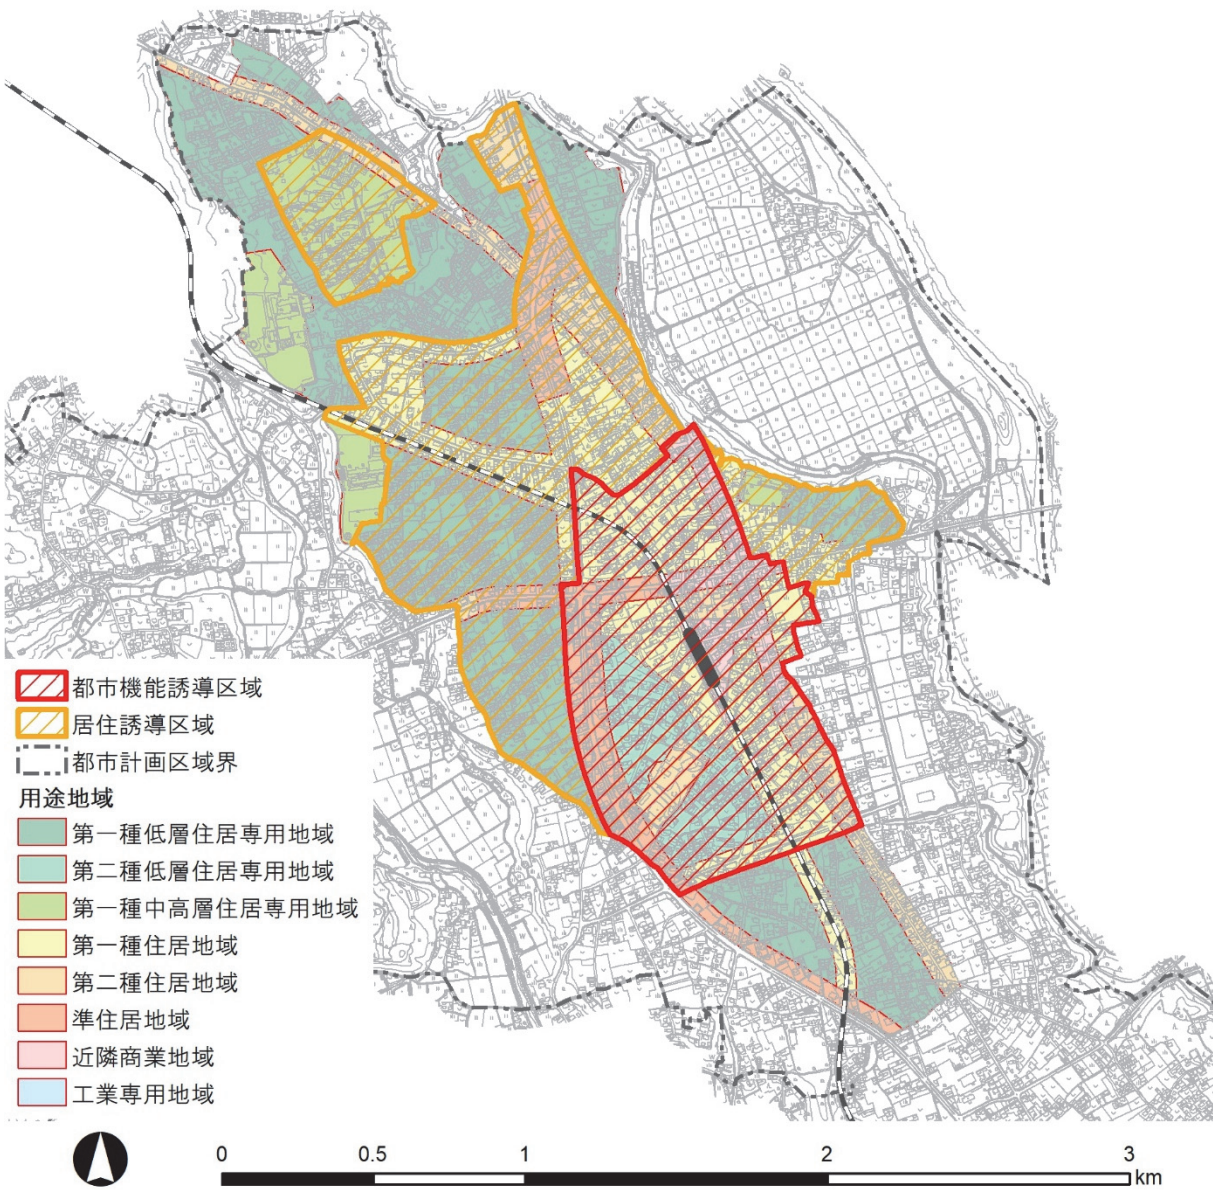 都市機能誘導区域
居住誘導区域
都市計画区域界
用途地域
第一種低層住居専用地域
第二種低層住居専用地域
第一種中高層住居専用地域
第一種住居地域
第二種住居地域
準住居地域
近隣商業地域
工業専用地域
0 0.5 1 2 3
km